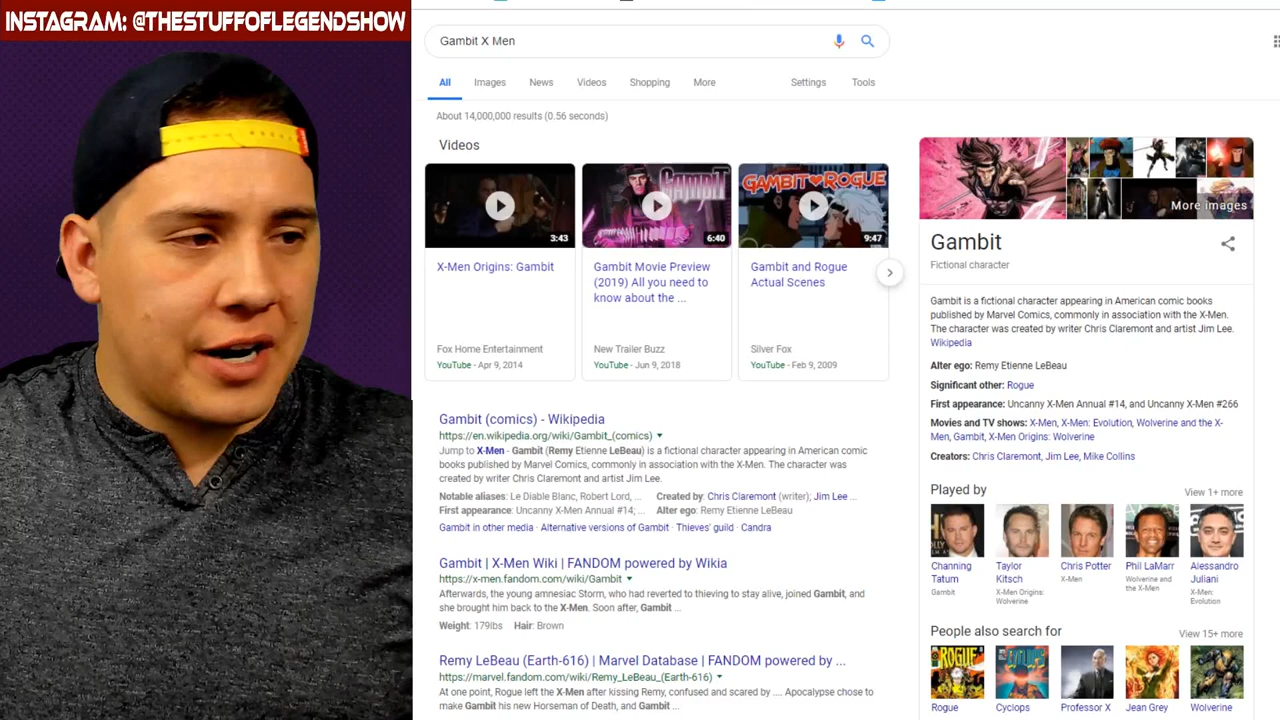 INSTAGRAM: @THESTUFFOFLEGENDSHOW
Gambit X Men
All Images News Videos Shopping More Settings Tools
About 14,000,000 results (0.56 seconds)
Videos
3:43
GAMBIT
6:40
GAMBIT ROGUE
9:47
X-Men Origins: Gambit
Fox Home Entertainment
YouTube - Apr 9, 2014
Gambit Movie Preview
(2019) All you need to
know about the ...
New Trailer Buzz
YouTube - Jun 9, 2018
Gambit and Rogue
Actual Scenes
Silver Fox
YouTube - Feb 9, 2009
Gambit (comics) - Wikipedia
https://en.wikipedia.org/wiki/Gambit_(comics)
Jump to X-Men - Gambit (Remy Etienne LeBeau) is a fictional character appearing in American comic
books published by Marvel Comics, commonly in association with the X-Men. The character was
created by writer Chris Claremont and artist Jim Lee.
Notable aliases: Le Diable Blanc, Robert Lord, ... Created by: Chris Claremont (writer); Jim Lee ...
First appearance: Uncanny X-Men Annual #14; ... Alter ego: Remy Etienne LeBeau
Gambit in other media · Alternative versions of Gambit · Thieves' guild · Candra
Gambit | X-Men Wiki | FANDOM powered by Wikia
https://x-men.fandom.com/wiki/Gambit
Afterwards, the young amnesiac Storm, who had reverted to thieving to stay alive, joined Gambit, and
she brought him back to the X-Men. Soon after, Gambit ...
Weight: 179lbs Hair: Brown
Remy LeBeau (Earth-616) | Marvel Database | FANDOM powered by ...
https://marvel.fandom.com/wiki/Remy_LeBeau_(Earth-616)
At one point, Rogue left the X-Men after kissing Remy, confused and scared by .... Apocalypse chose to
make Gambit his new Horseman of Death, and Gambit ...
More images
Gambit
Fictional character
Gambit is a fictional character appearing in American comic books
published by Marvel Comics, commonly in association with the X-Men.
The character was created by writer Chris Claremont and artist Jim Lee.
Wikipedia
Alter ego: Remy Etienne LeBeau
Significant other: Rogue
First appearance: Uncanny X-Men Annual #14, and Uncanny X-Men #266
Movies and TV shows: X-Men, X-Men: Evolution, Wolverine and the X-
Men, Gambit, X-Men Origins: Wolverine
Creators: Chris Claremont, Jim Lee, Mike Collins
Played by View 1+ more
Channing
Tatum
Gambit
Taylor
Kitsch
X-Men Origins:
Wolverine
Chris Potter
X-Men
Phil LaMarr
Wolverine and
the X-Men
Alessandro
Juliani
X-Men:
Evolution
People also search for View 15+ more
ROGUE
Rogue
Cyclops
Professor X
Jean Grey
Wolverine